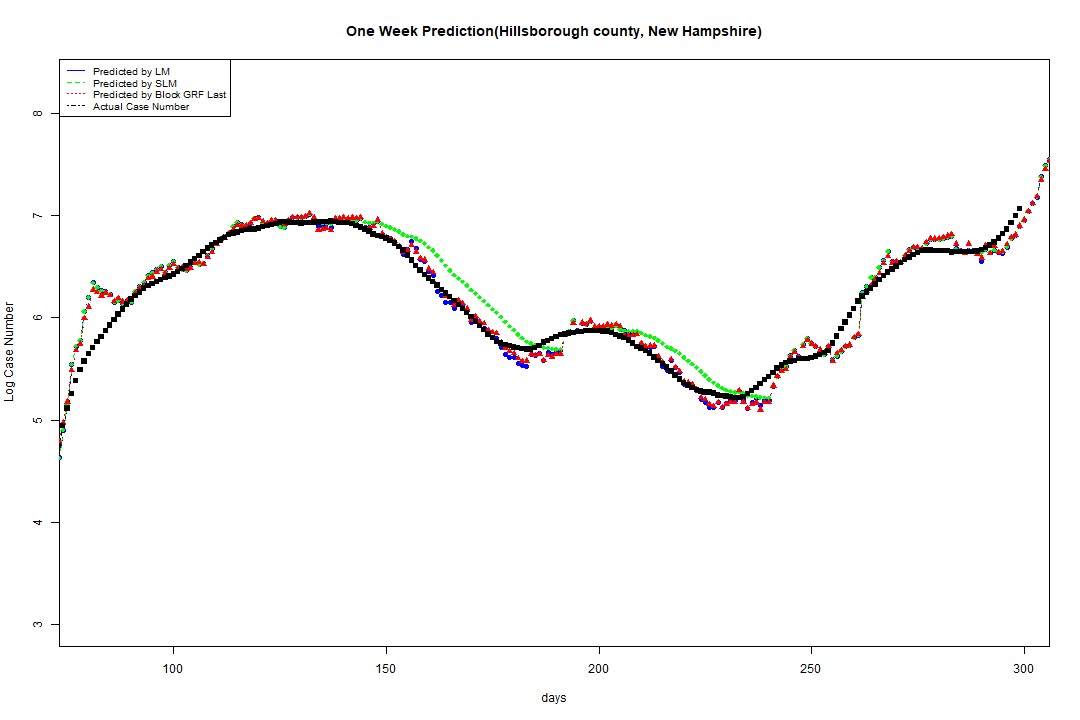 One Week Prediction(Hillsborough county, New Hampshire)
Predicted by LM
Predicted by SLM
Predicted by Block GRF Last
Actual Case Number
Log Case Number
8
7
6
5
4
3
100 150 200 250 300
days